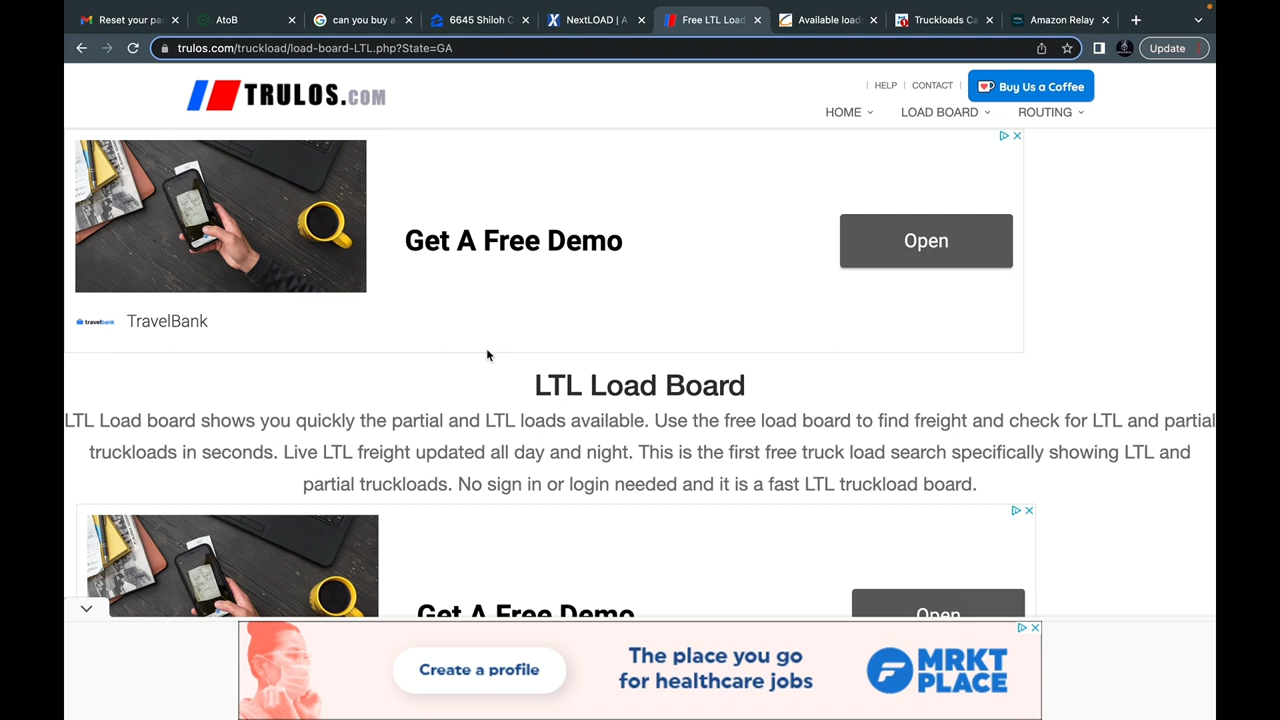 Reset your pa
AtoB
can you buy a
6645 Shiloh C
NextLOAD | A
Free LTL Load
Available load
Truckloads Ca
Amazon Relay
trulos.com/truckload/load-board-LTL.php?State=GA
Update
TRULOS.COM
HELP
CONTACT
Buy Us a Coffee
HOME
LOAD BOARD
ROUTING
Get A Free Demo
Open
travelbank
TravelBank
LTL Load Board
LTL Load board shows you quickly the partial and LTL loads available. Use the free load board to find freight and check for LTL and partial
truckloads in seconds. Live LTL freight updated all day and night. This is the first free truck load search specifically showing LTL and
partial truckloads. No sign in or login needed and it is a fast LTL truckload board.
Get A Free Demo
Open
Create a profile
The place you go
for healthcare jobs
MRKT
PLACE